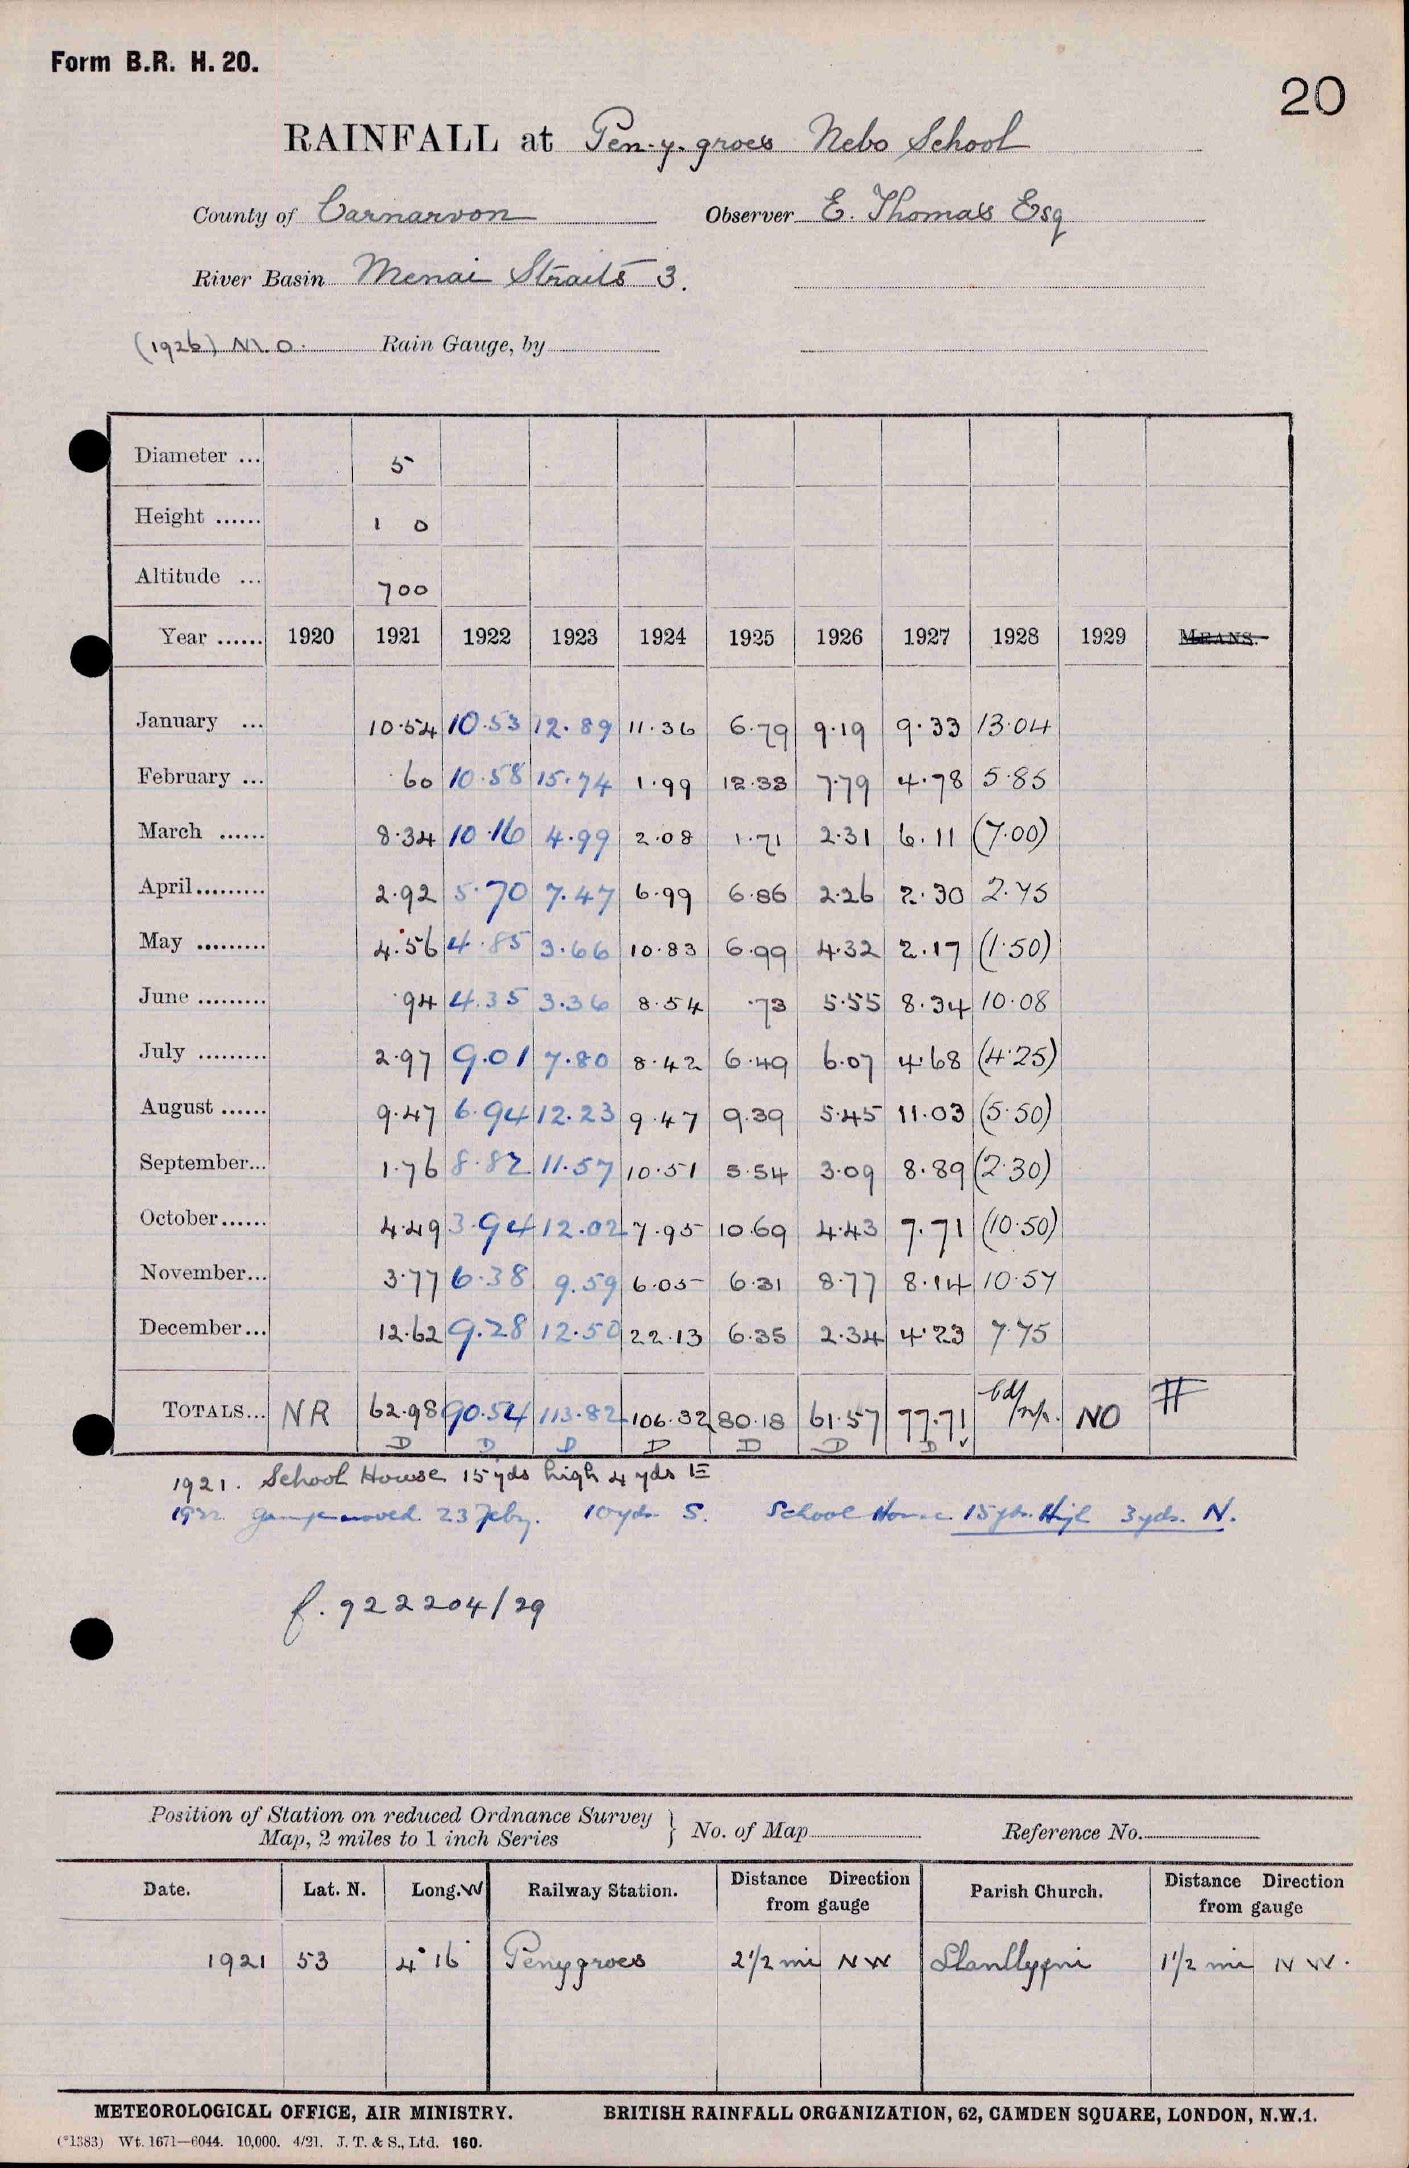 Form B.R. H. 20.
20
RAINFALL at Pen-y-groes Nebo School
County of Carnarvon Observer E. Thomas Esq
River Basin Menai Straits 3.
(1926) M.O. Rain Gauge, by
Diameter ... 5
Height ...... 1 0
Altitude ... 700
Year ...... 1920 1921 1922 1923 1924 1925 1926 1927 1928 1929 MEANS.
January ... 10.54 10.53 12.89 11.36 6.79 9.19 9.33 13.04
February ... .60 10.58 15.74 1.99 12.33 7.79 4.78 5.85
March ...... 8.34 10.16 4.99 2.08 1.71 2.31 6.11 (7.00)
April......... 2.92 5.70 7.47 6.99 6.86 2.26 2.30 2.75
May ......... 4.56 4.85 3.66 10.83 6.99 4.32 2.17 (1.50)
June ......... .94 4.35 3.36 8.54 .73 5.55 8.34 10.08
July ......... 2.97 9.01 7.80 8.42 6.49 6.07 4.68 (4.25)
August ...... 9.47 6.94 12.23 9.47 9.39 5.45 11.03 (5.50)
September... 1.76 8.82 11.57 10.51 5.54 3.09 8.89 (2.30)
October...... 4.49 3.94 12.02 7.95 10.69 4.43 7.71 (10.50)
November... 3.77 6.38 9.59 6.05 6.31 8.77 8.14 10.57
December... 12.62 9.28 12.50 22.13 6.35 2.34 4.23 7.75
TOTALS... NR 62.98 90.54 113.82 106.32 80.18 61.57 77.71 NO
D D D D D D D
1921. School House 15 yds high 4 yds E
1922 gauge moved 23 Feby. 10 yds S. School House 15 yds. High 3 yds. N.
f. 922204/29
Position of Station on reduced Ordnance Survey
Map, 2 miles to 1 inch Series } No. of Map Reference No.
Date. Lat. N. Long. W Railway Station. Distance Direction from gauge Parish Church. Distance Direction from gauge
1921 53 4° 16' Penygroes 2 1/2 mi NW Llanllyfni 1 1/2 mi NW.
METEOROLOGICAL OFFICE, AIR MINISTRY. BRITISH RAINFALL ORGANIZATION, 62, CAMDEN SQUARE, LONDON, N.W.1.
(*1383) Wt. 1671—6044. 10,000. 4/21. J. T. & S., Ltd. 160.